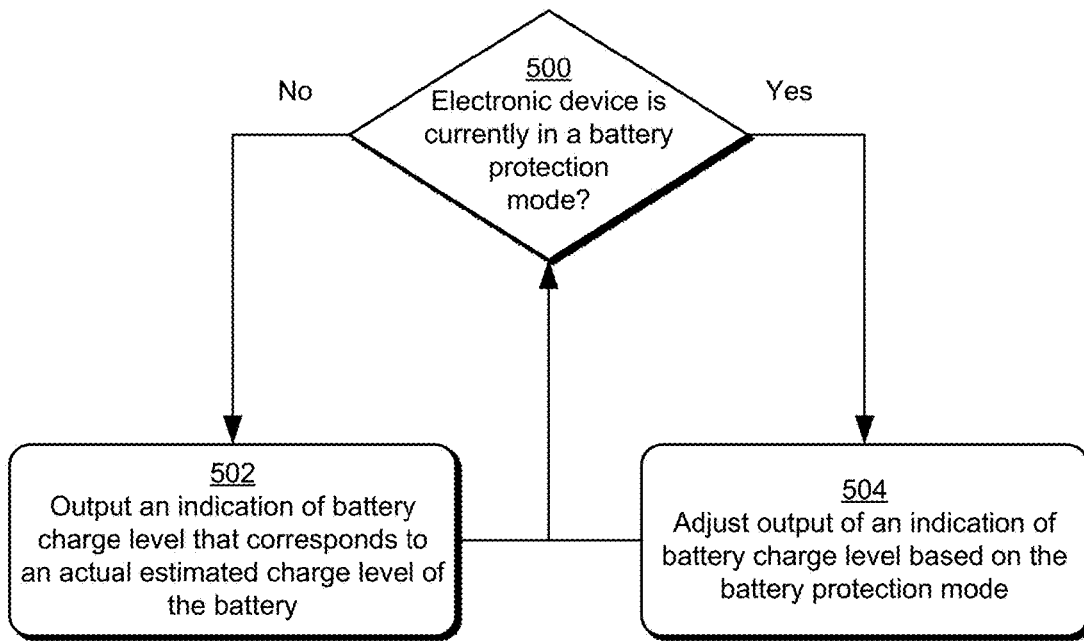 500
Electronic device is
currently in a battery
protection
mode?
No
Yes
502
Output an indication of battery
charge level that corresponds to
an actual estimated charge level of
the battery
504
Adjust output of an indication of
battery charge level based on the
battery protection mode